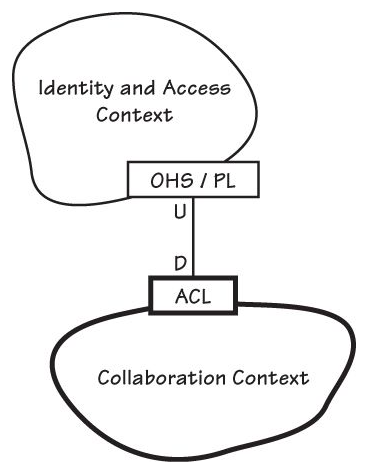 Identity and Access
Context
OHS / PL
U
D
ACL
Collaboration Context